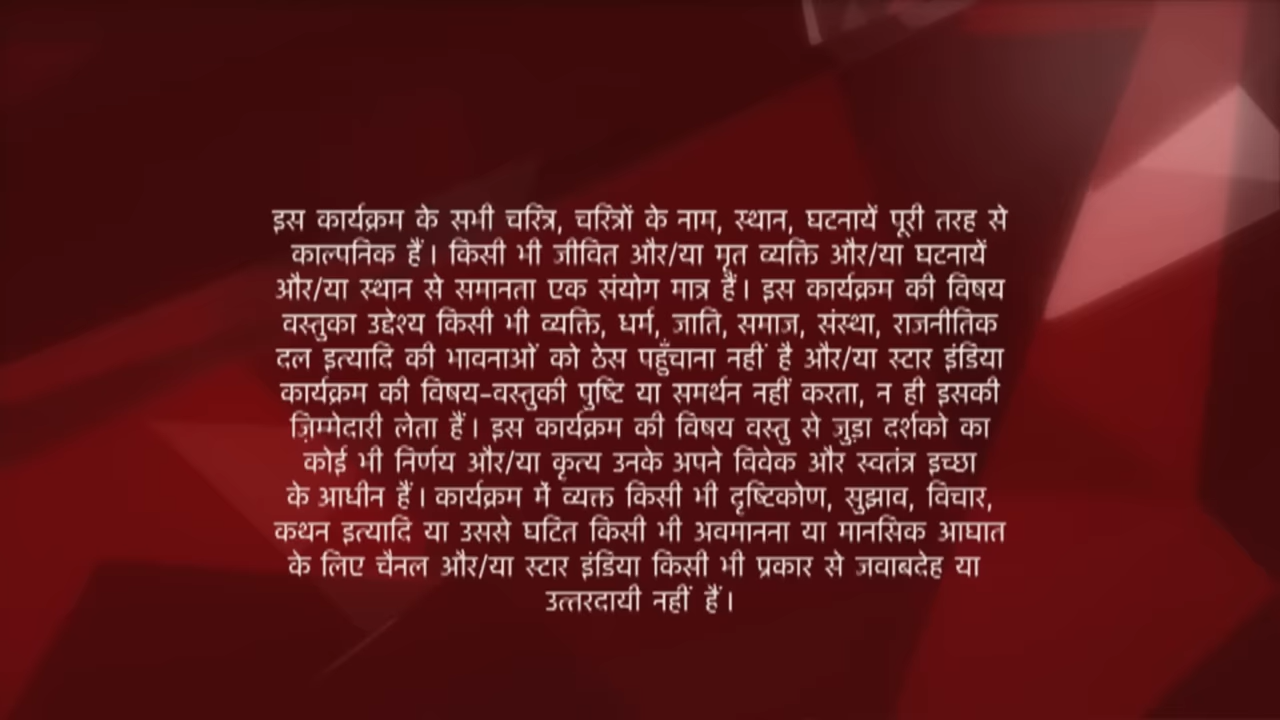 इस कार्यक्रम के सभी चरित्र, चरित्रों के नाम, स्थान, घटनायें पूरी तरह से
काल्पनिक हैं। किसी भी जीवित और/या मृत व्यक्ति और/या घटनायें
और/या स्थान से समानता एक संयोग मात्र हैं। इस कार्यक्रम की विषय
वस्तुका उद्देश्य किसी भी व्यक्ति, धर्म, जाति, समाज, संस्था, राजनीतिक
दल इत्यादि की भावनाओं को ठेस पहुँचाना नहीं है और/या स्टार इंडिया
कार्यक्रम की विषय-वस्तुकी पुष्टि या समर्थन नहीं करता, न ही इसकी
ज़िम्मेदारी लेता हैं। इस कार्यक्रम की विषय वस्तु से जुड़ा दर्शको का
कोई भी निर्णय और/या कृत्य उनके अपने विवेक और स्वतंत्र इच्छा
के आधीन हैं। कार्यक्रम में व्यक्त किसी भी दृष्टिकोण, सुझाव, विचार,
कथन इत्यादि या उससे घटित किसी भी अवमानना या मानसिक आघात
के लिए चैनल और/या स्टार इंडिया किसी भी प्रकार से जवाबदेह या
उत्तरदायी नहीं हैं।